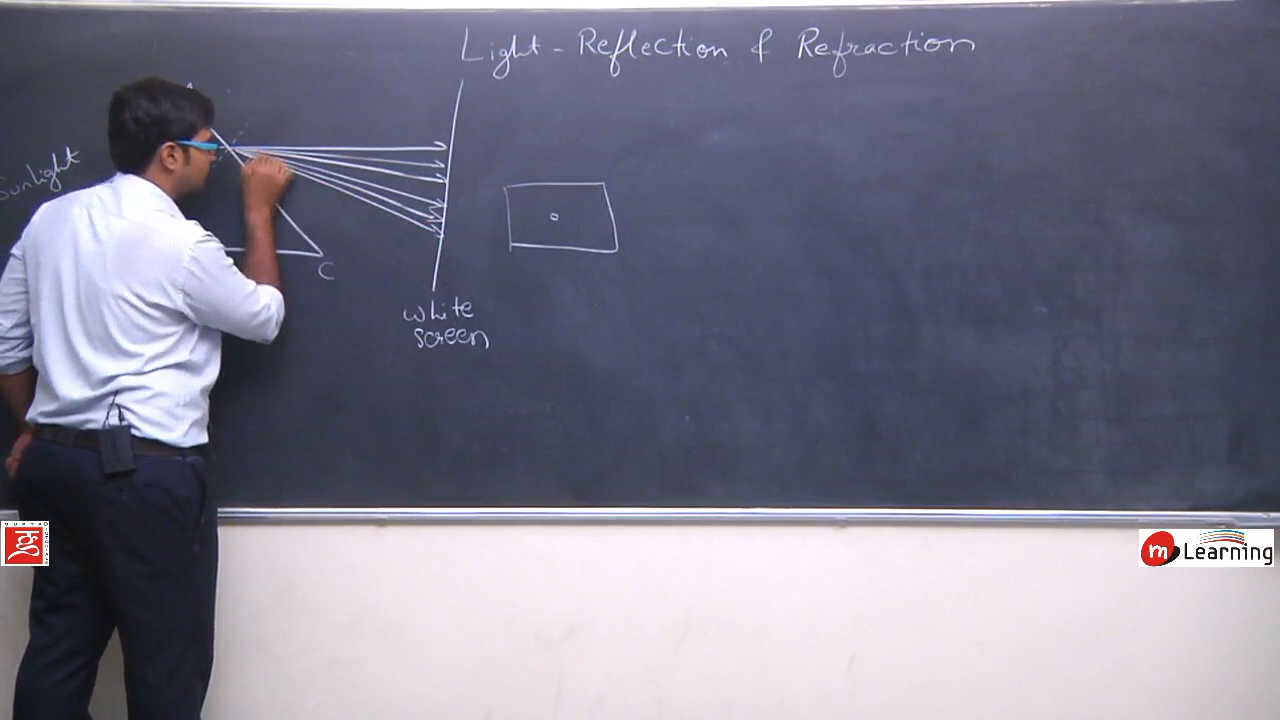 Light - Reflection & Refraction
A
Sunlight
C
white
screen
m Learning